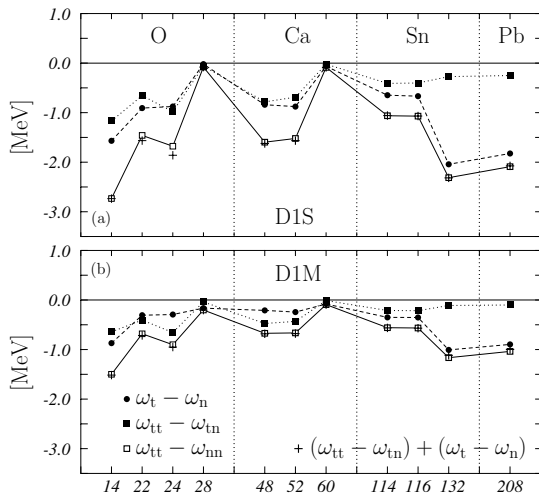 O Ca Sn Pb
1.0
0.0
-1.0
-2.0
-3.0
[MeV]
(a)
D1S
(b)
D1M
1.0
0.0
-1.0
-2.0
-3.0
[MeV]
ω_t − ω_n
ω_tt − ω_tn
ω_tt − ω_nn
(ω_tt − ω_tn) + (ω_t − ω_n)
14 22 24 28 48 52 60 114 116 132 208